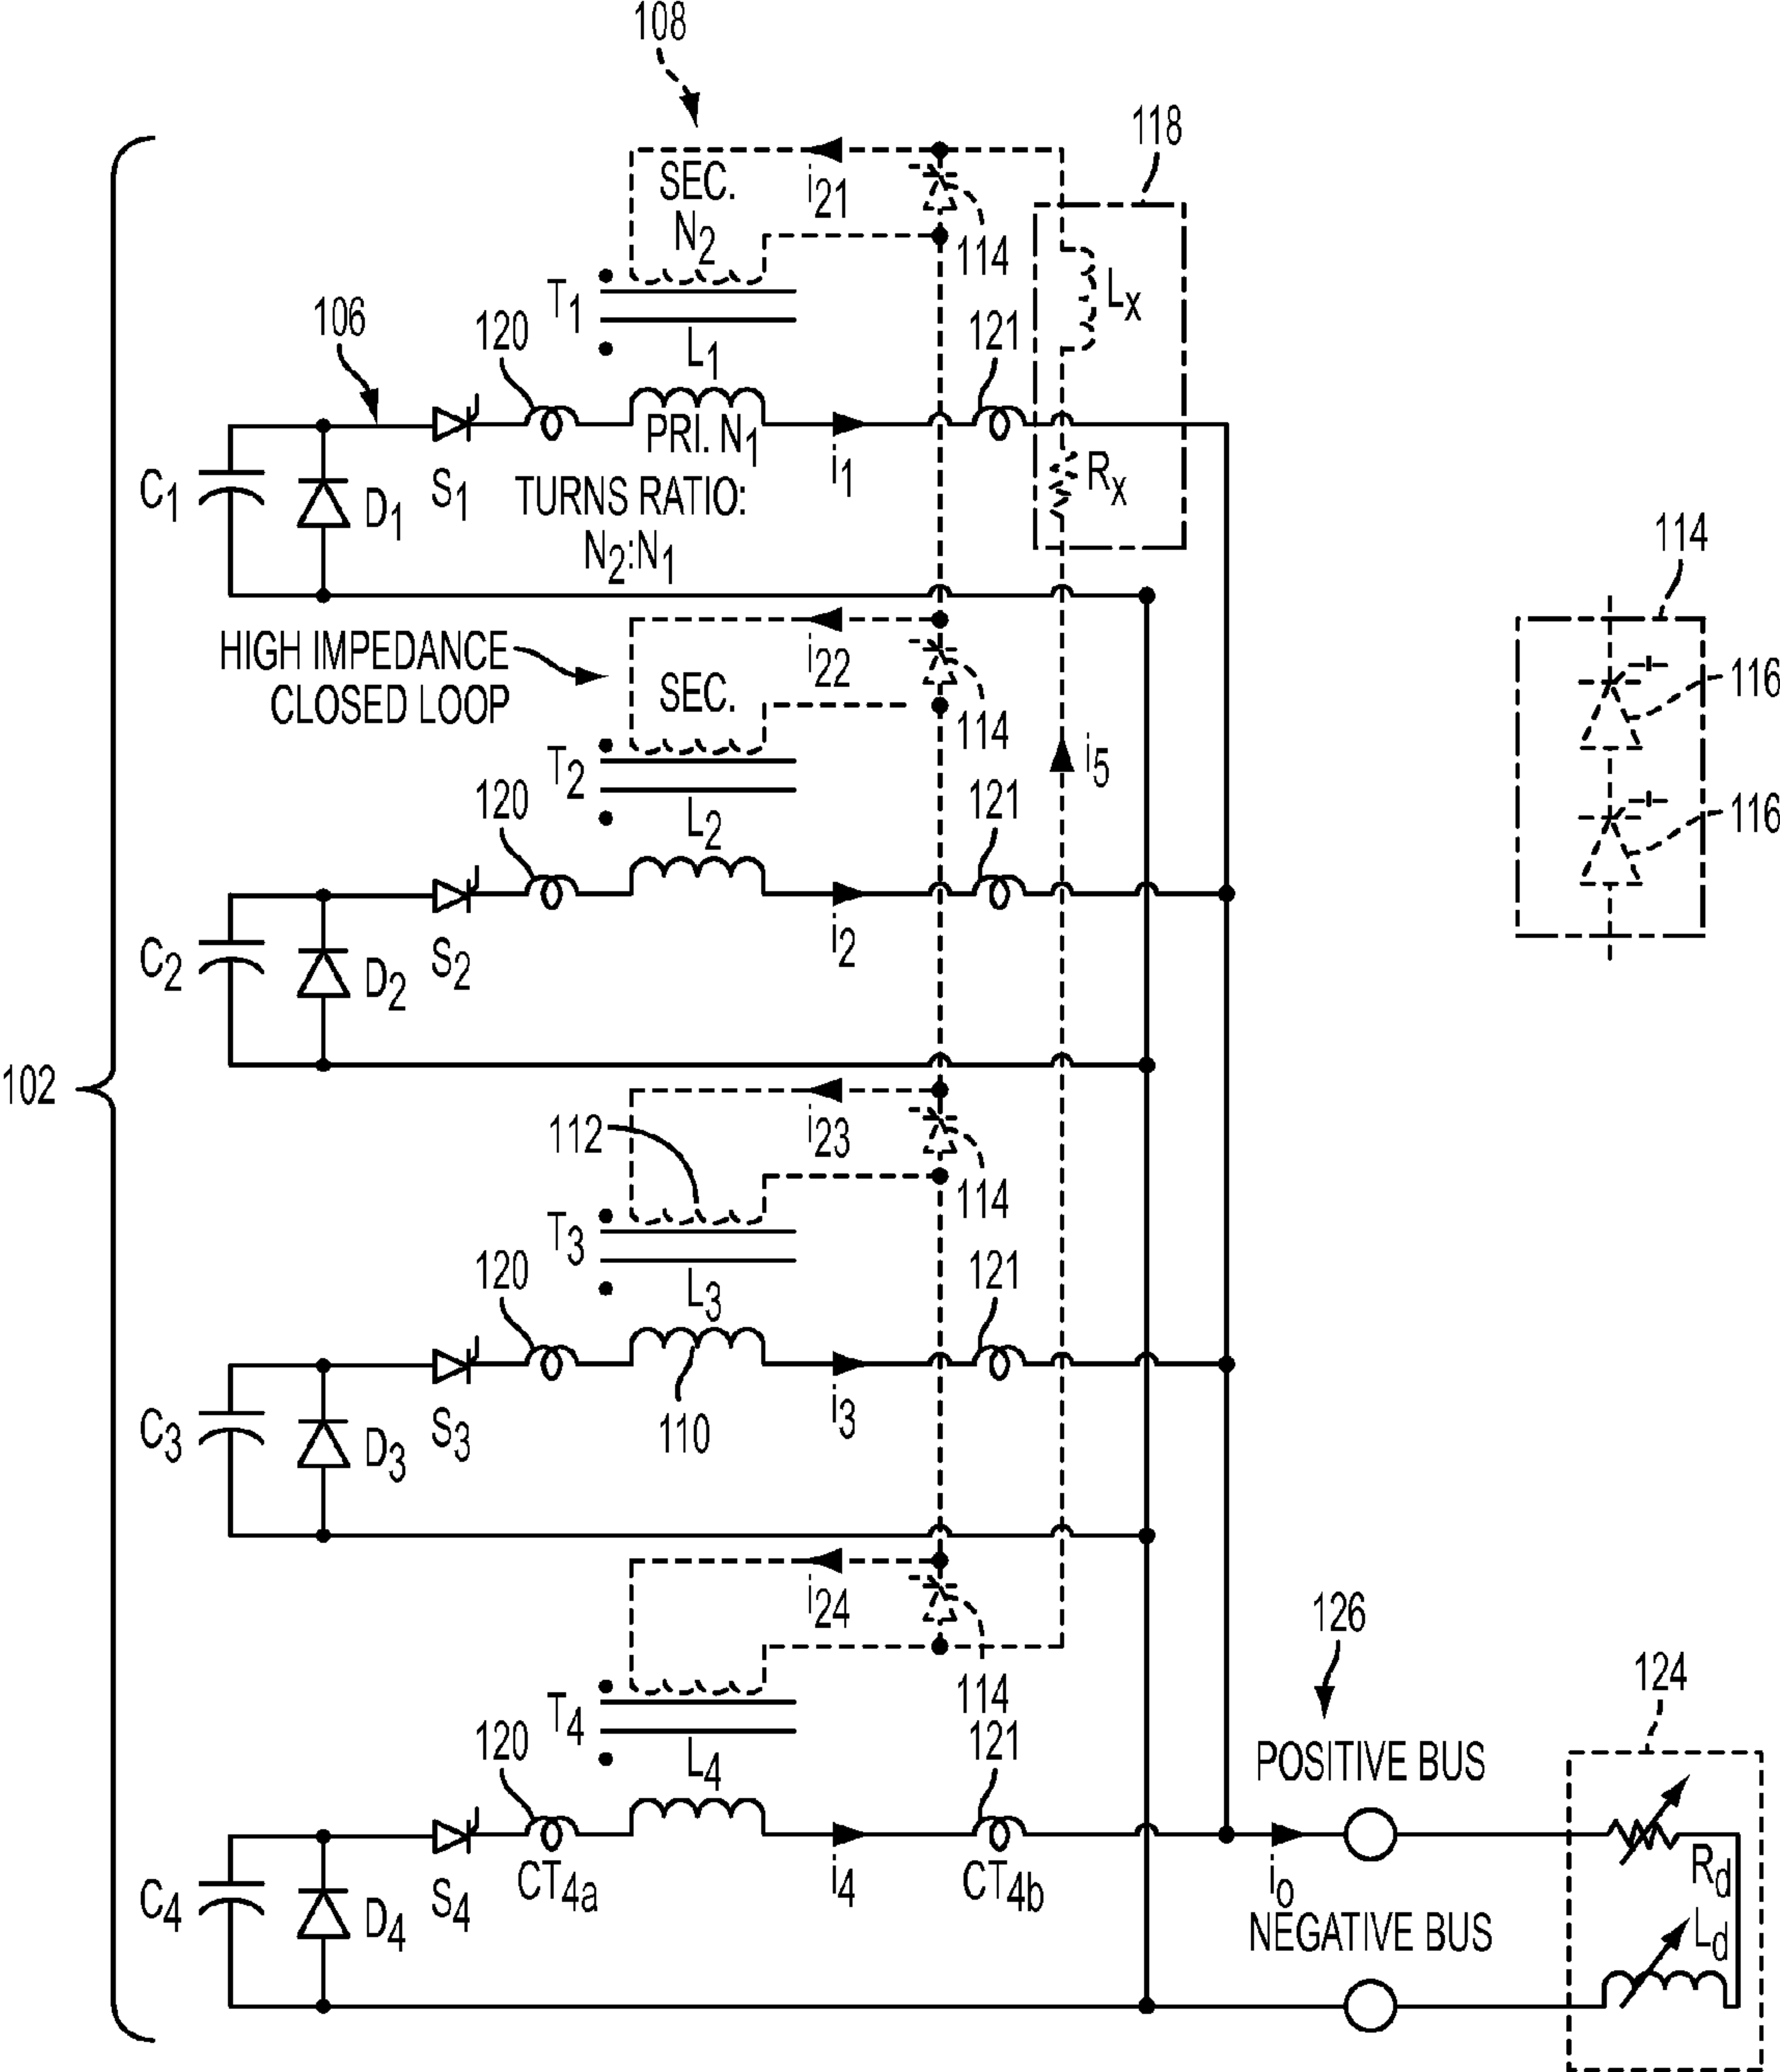 108
118
SEC.
N2
i21
114
T1
Lx
106
120
L1
121
PRI. N1
i1
C1
D1
S1
TURNS RATIO:
N2:N1
Rx
114
HIGH IMPEDANCE
CLOSED LOOP
SEC.
i22
114
116
116
T2
i5
120
L2
121
C2
D2
S2
i2
102
112
i23
114
T3
120
L3
121
C3
D3
S3
110
i3
i24
114
126
124
T4
120
L4
121
POSITIVE BUS
C4
D4
S4
CT4a
i4
CT4b
io
Rd
NEGATIVE BUS
Ld